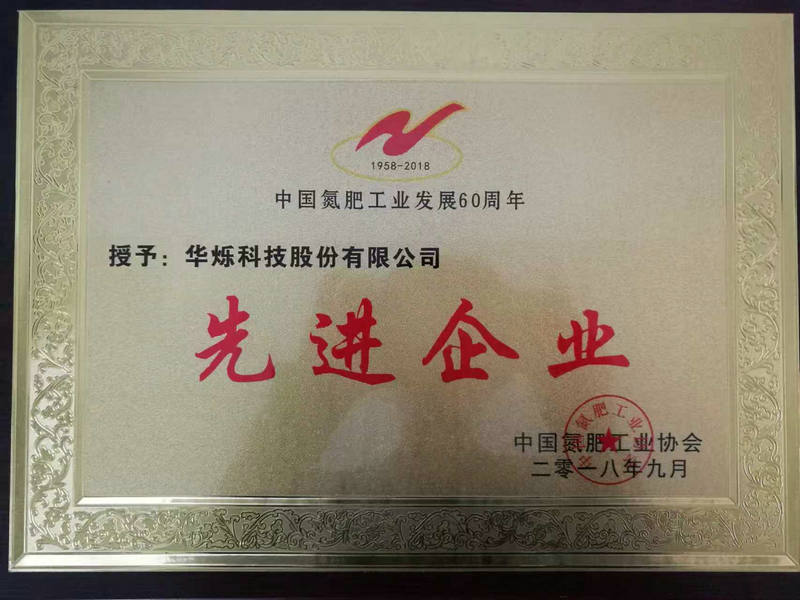 1958-2018
中国氮肥工业发展60周年
授予：华烁科技股份有限公司
先进企业
中国氮肥工业协会
二零一八年九月